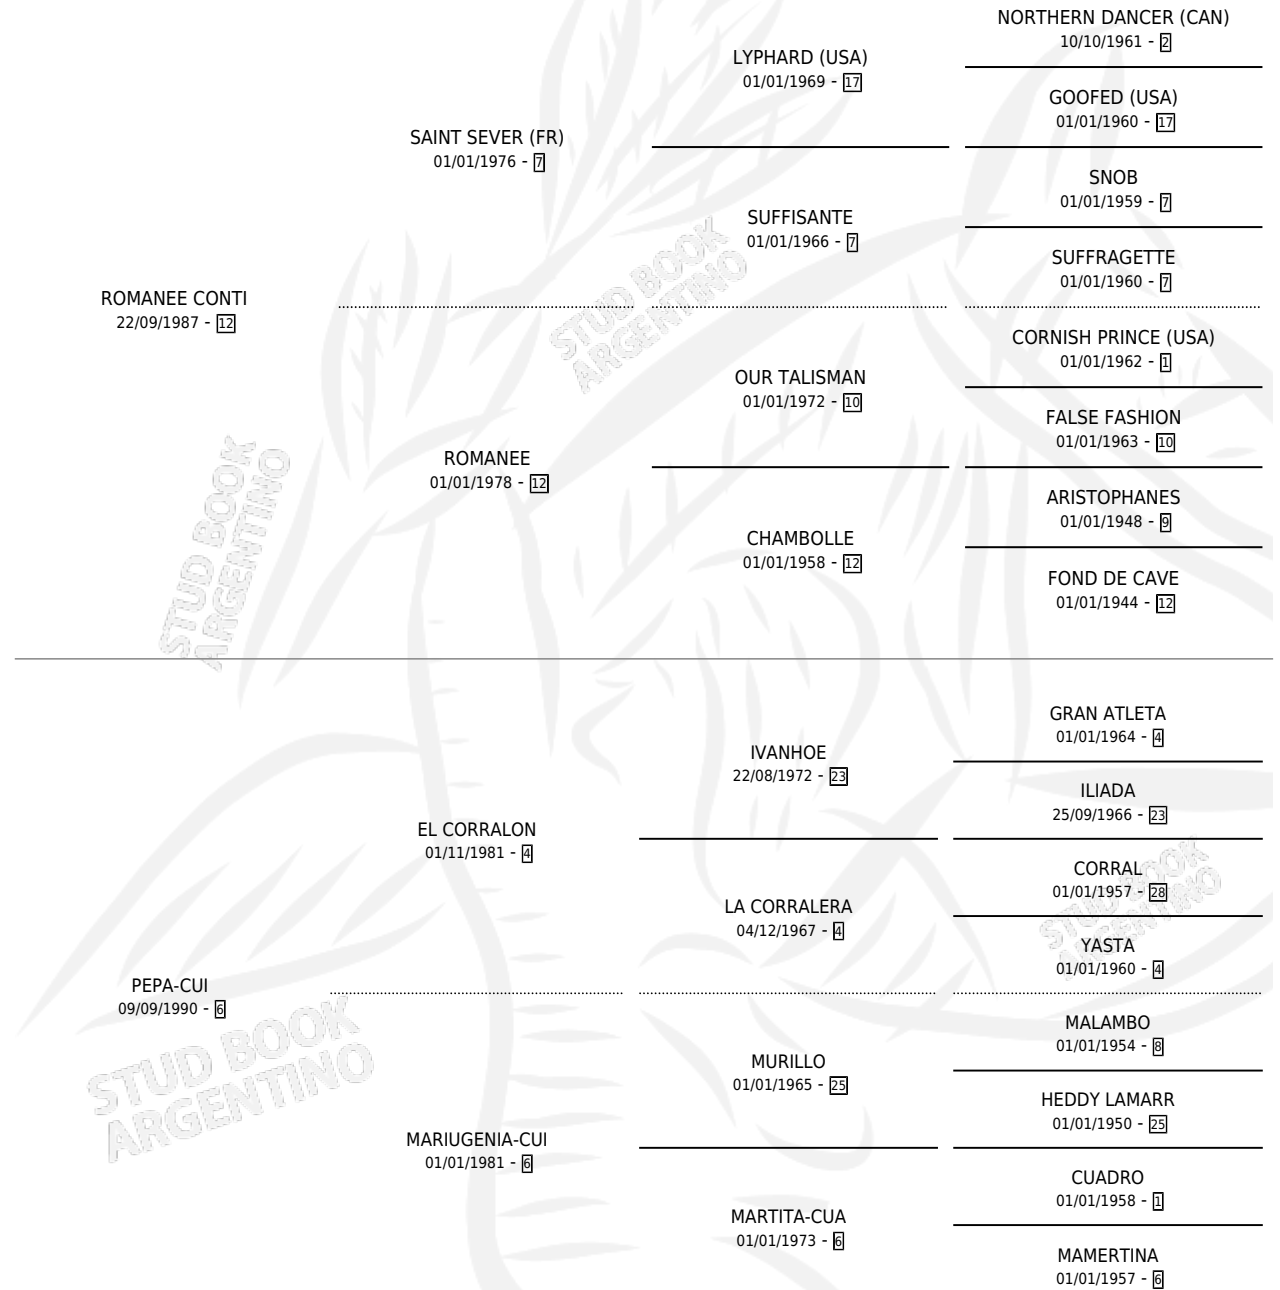 NORTHERN DANCER (CAN)
10/10/1961 - 2
LYPHARD (USA)
01/01/1969 - 17
GOOFED (USA)
01/01/1960 - 17
SAINT SEVER (FR)
01/01/1976 - 7
SNOB
01/01/1959 - 7
SUFFISANTE
01/01/1966 - 7
SUFFRAGETTE
01/01/1960 - 7
ROMANEE CONTI
22/09/1987 - 12
STUD BOOK
ARGENTINO
CORNISH PRINCE (USA)
01/01/1962 - 1
OUR TALISMAN
01/01/1972 - 10
FALSE FASHION
01/01/1963 - 10
ROMANEE
01/01/1978 - 12
ARISTOPHANES
01/01/1948 - 9
CHAMBOLLE
01/01/1958 - 12
FOND DE CAVE
01/01/1944 - 12
STUD BOOK
ARGENTINO
GRAN ATLETA
01/01/1964 - 4
IVANHOE
22/08/1972 - 23
ILIADA
25/09/1966 - 23
EL CORRALON
01/11/1981 - 4
CORRAL
01/01/1957 - 28
LA CORRALERA
04/12/1967 - 4
YASTA
01/01/1960 - 4
STUD BOOK
ARGENTINO
PEPA-CUI
09/09/1990 - 6
MALAMBO
01/01/1954 - 8
MURILLO
01/01/1965 - 25
HEDDY LAMARR
01/01/1950 - 25
STUD BOOK
ARGENTINO
MARIUGENIA-CUI
01/01/1981 - 6
CUADRO
01/01/1958 - 1
MARTITA-CUA
01/01/1973 - 6
MAMERTINA
01/01/1957 - 6